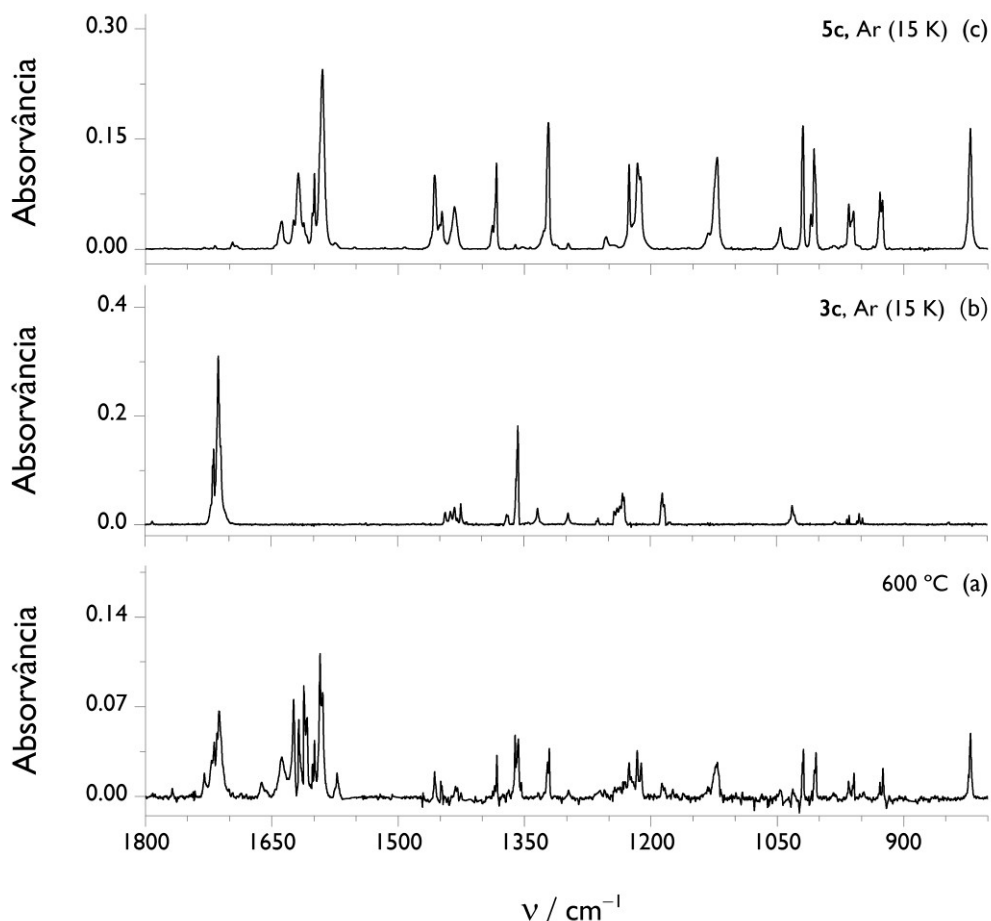 5c, Ar (15 K) (c)
Absorvância
0.30
0.15
0.00
3c, Ar (15 K) (b)
Absorvância
0.4
0.2
0.0
600 ºC (a)
Absorvância
0.14
0.07
0.00
1800 1650 1500 1350 1200 1050 900
ν / cm⁻¹